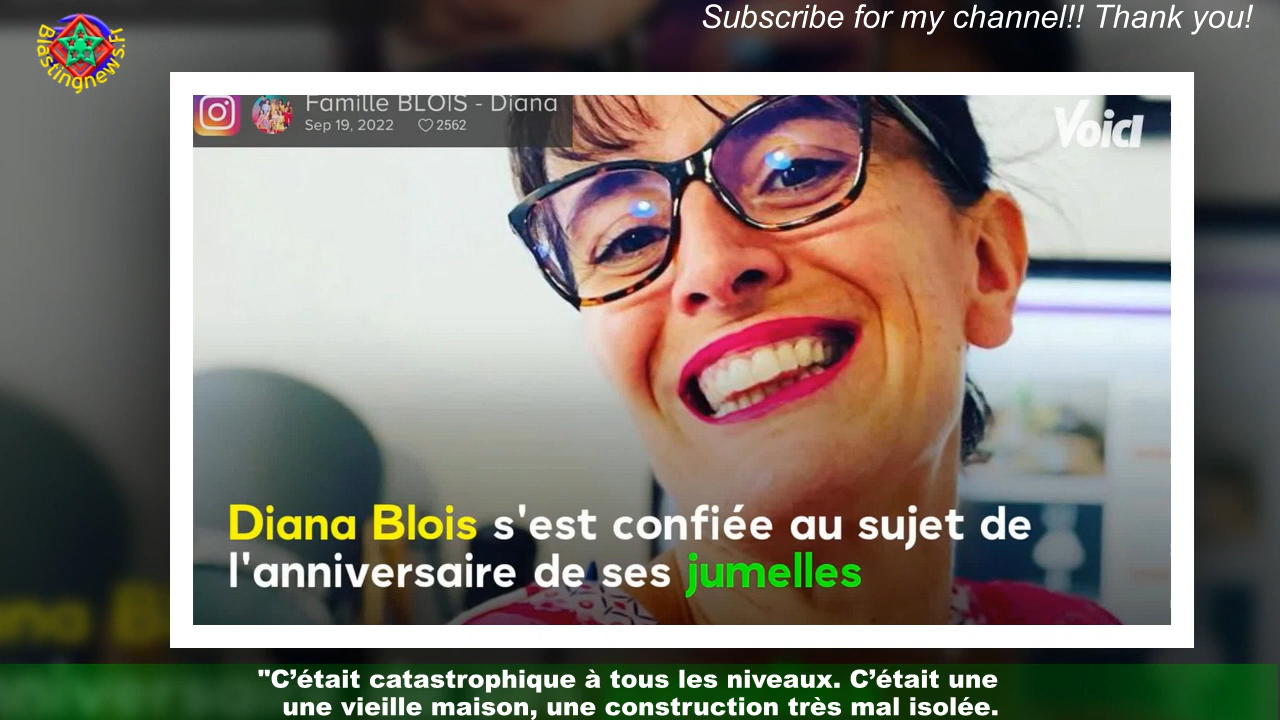 Subscribe for my channel!! Thank you!
Blastingnews.fr
Famille BLOIS - Diana
Sep 19, 2022 2562
Voici
Diana Blois s'est confiée au sujet de
l'anniversaire de ses jumelles
"C’était catastrophique à tous les niveaux. C’était une
une vieille maison, une construction très mal isolée.